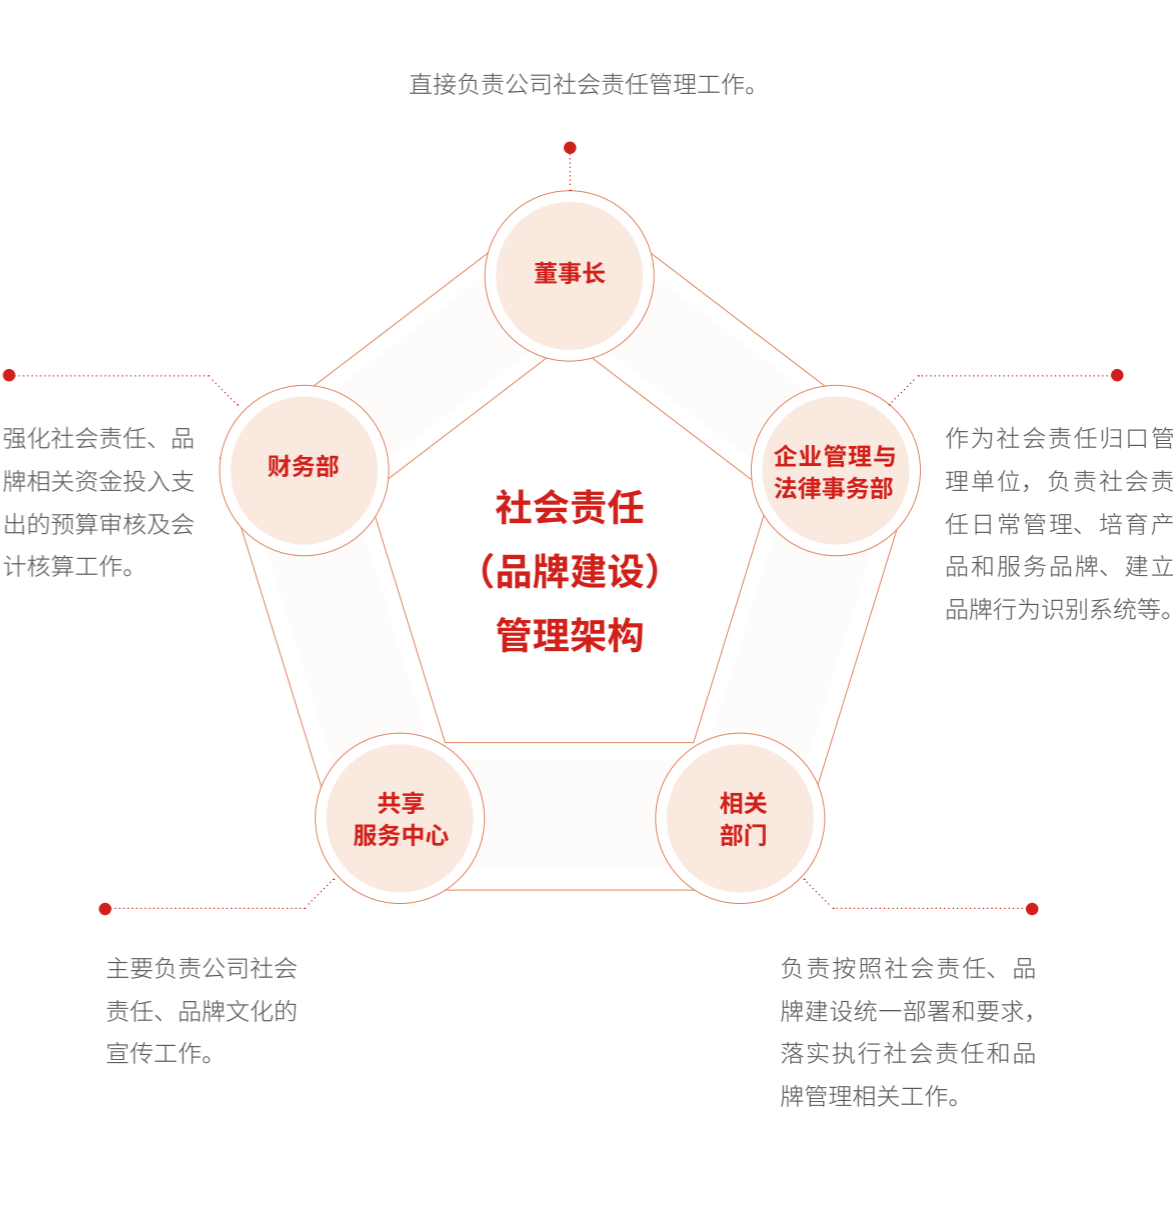 直接负责公司社会责任管理工作。
董事长
财务部
强化社会责任、品
牌相关资金投入支
出的预算审核及会
计核算工作。
企业管理与
法律事务部
作为社会责任归口管
理单位，负责社会责
任日常管理、培育产
品和服务品牌、建立
品牌行为识别系统等。
社会责任
（品牌建设）
管理架构
共享
服务中心
主要负责公司社会
责任、品牌文化的
宣传工作。
相关
部门
负责按照社会责任、品
牌建设统一部署和要求，
落实执行社会责任和品
牌管理相关工作。